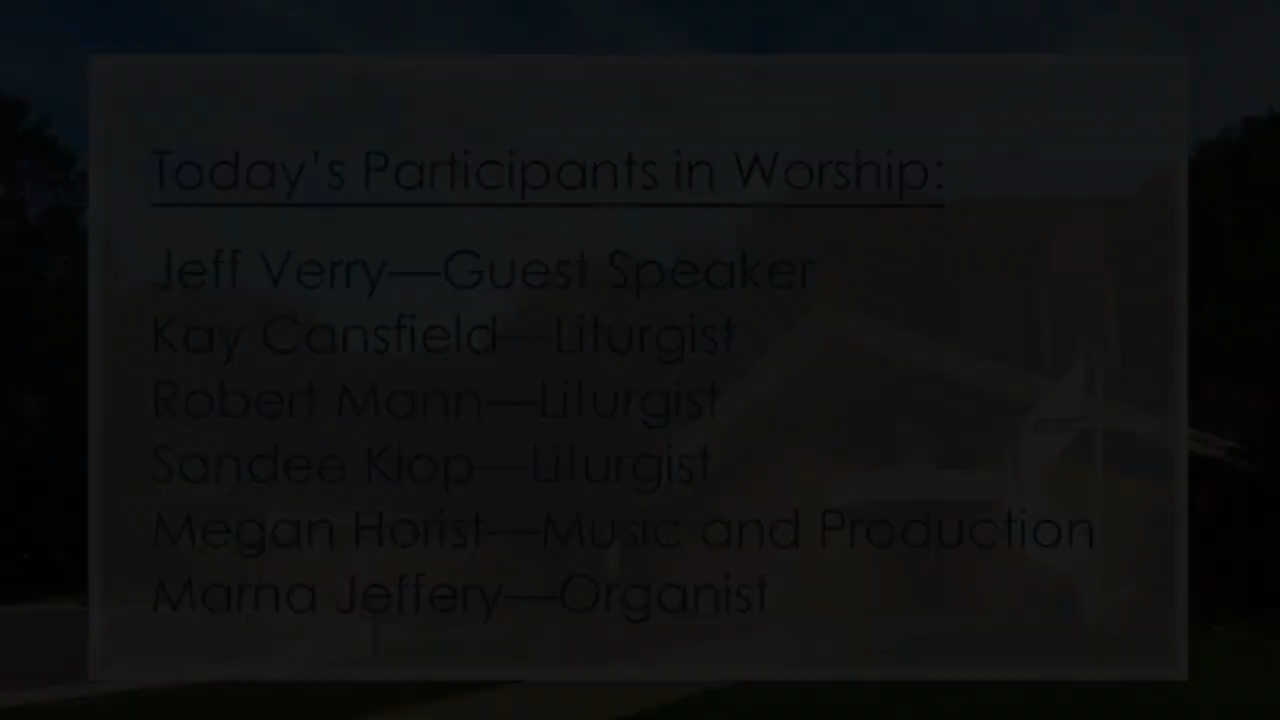 Today's Participants in Worship:
Jeff Verry—Guest Speaker
Kay Cansfield—Liturgist
Robert Mann—Liturgist
Sandee Kiop—Liturgist
Megan Horist—Music and Production
Marna Jeffery—Organist